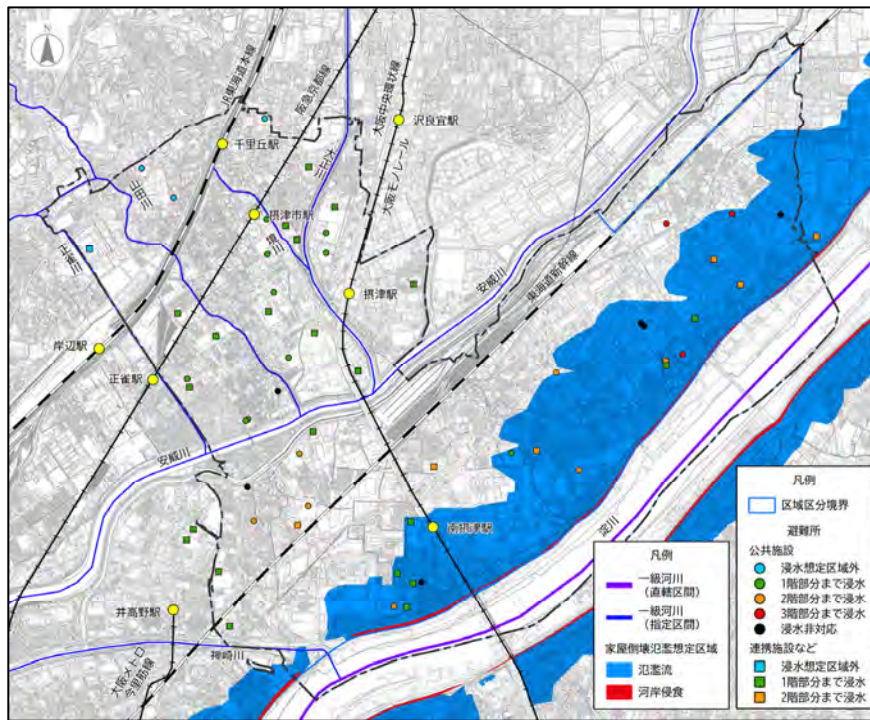 N
JR東海道本線
阪急京都線
大阪中央環状線
沢良宜駅
千里丘駅
大正川
大阪モノレール
山田川
摂津市駅
境川
正雀川
安威川
東海道新幹線
摂津駅
岸辺駅
正雀駅
安威川
淀川
南摂津駅
井高野駅
神崎川
大阪メトロ
今里筋線
凡例
一級河川
(直轄区間)
一級河川
(指定区間)
家屋倒壊氾濫想定区域
氾濫流
河岸侵食
凡例
区域区分境界
避難所
公共施設
浸水想定区域外
1階部分まで浸水
2階部分まで浸水
3階部分まで浸水
浸水非対応
連携施設など
浸水想定区域外
1階部分まで浸水
2階部分まで浸水